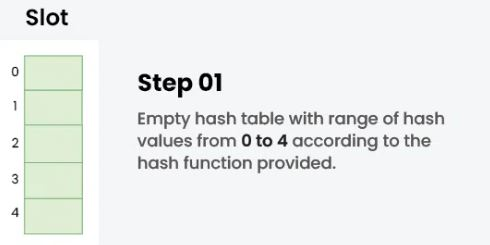 Slot
0
1
2
3
4
Step 01
Empty hash table with range of hash
values from 0 to 4 according to the
hash function provided.